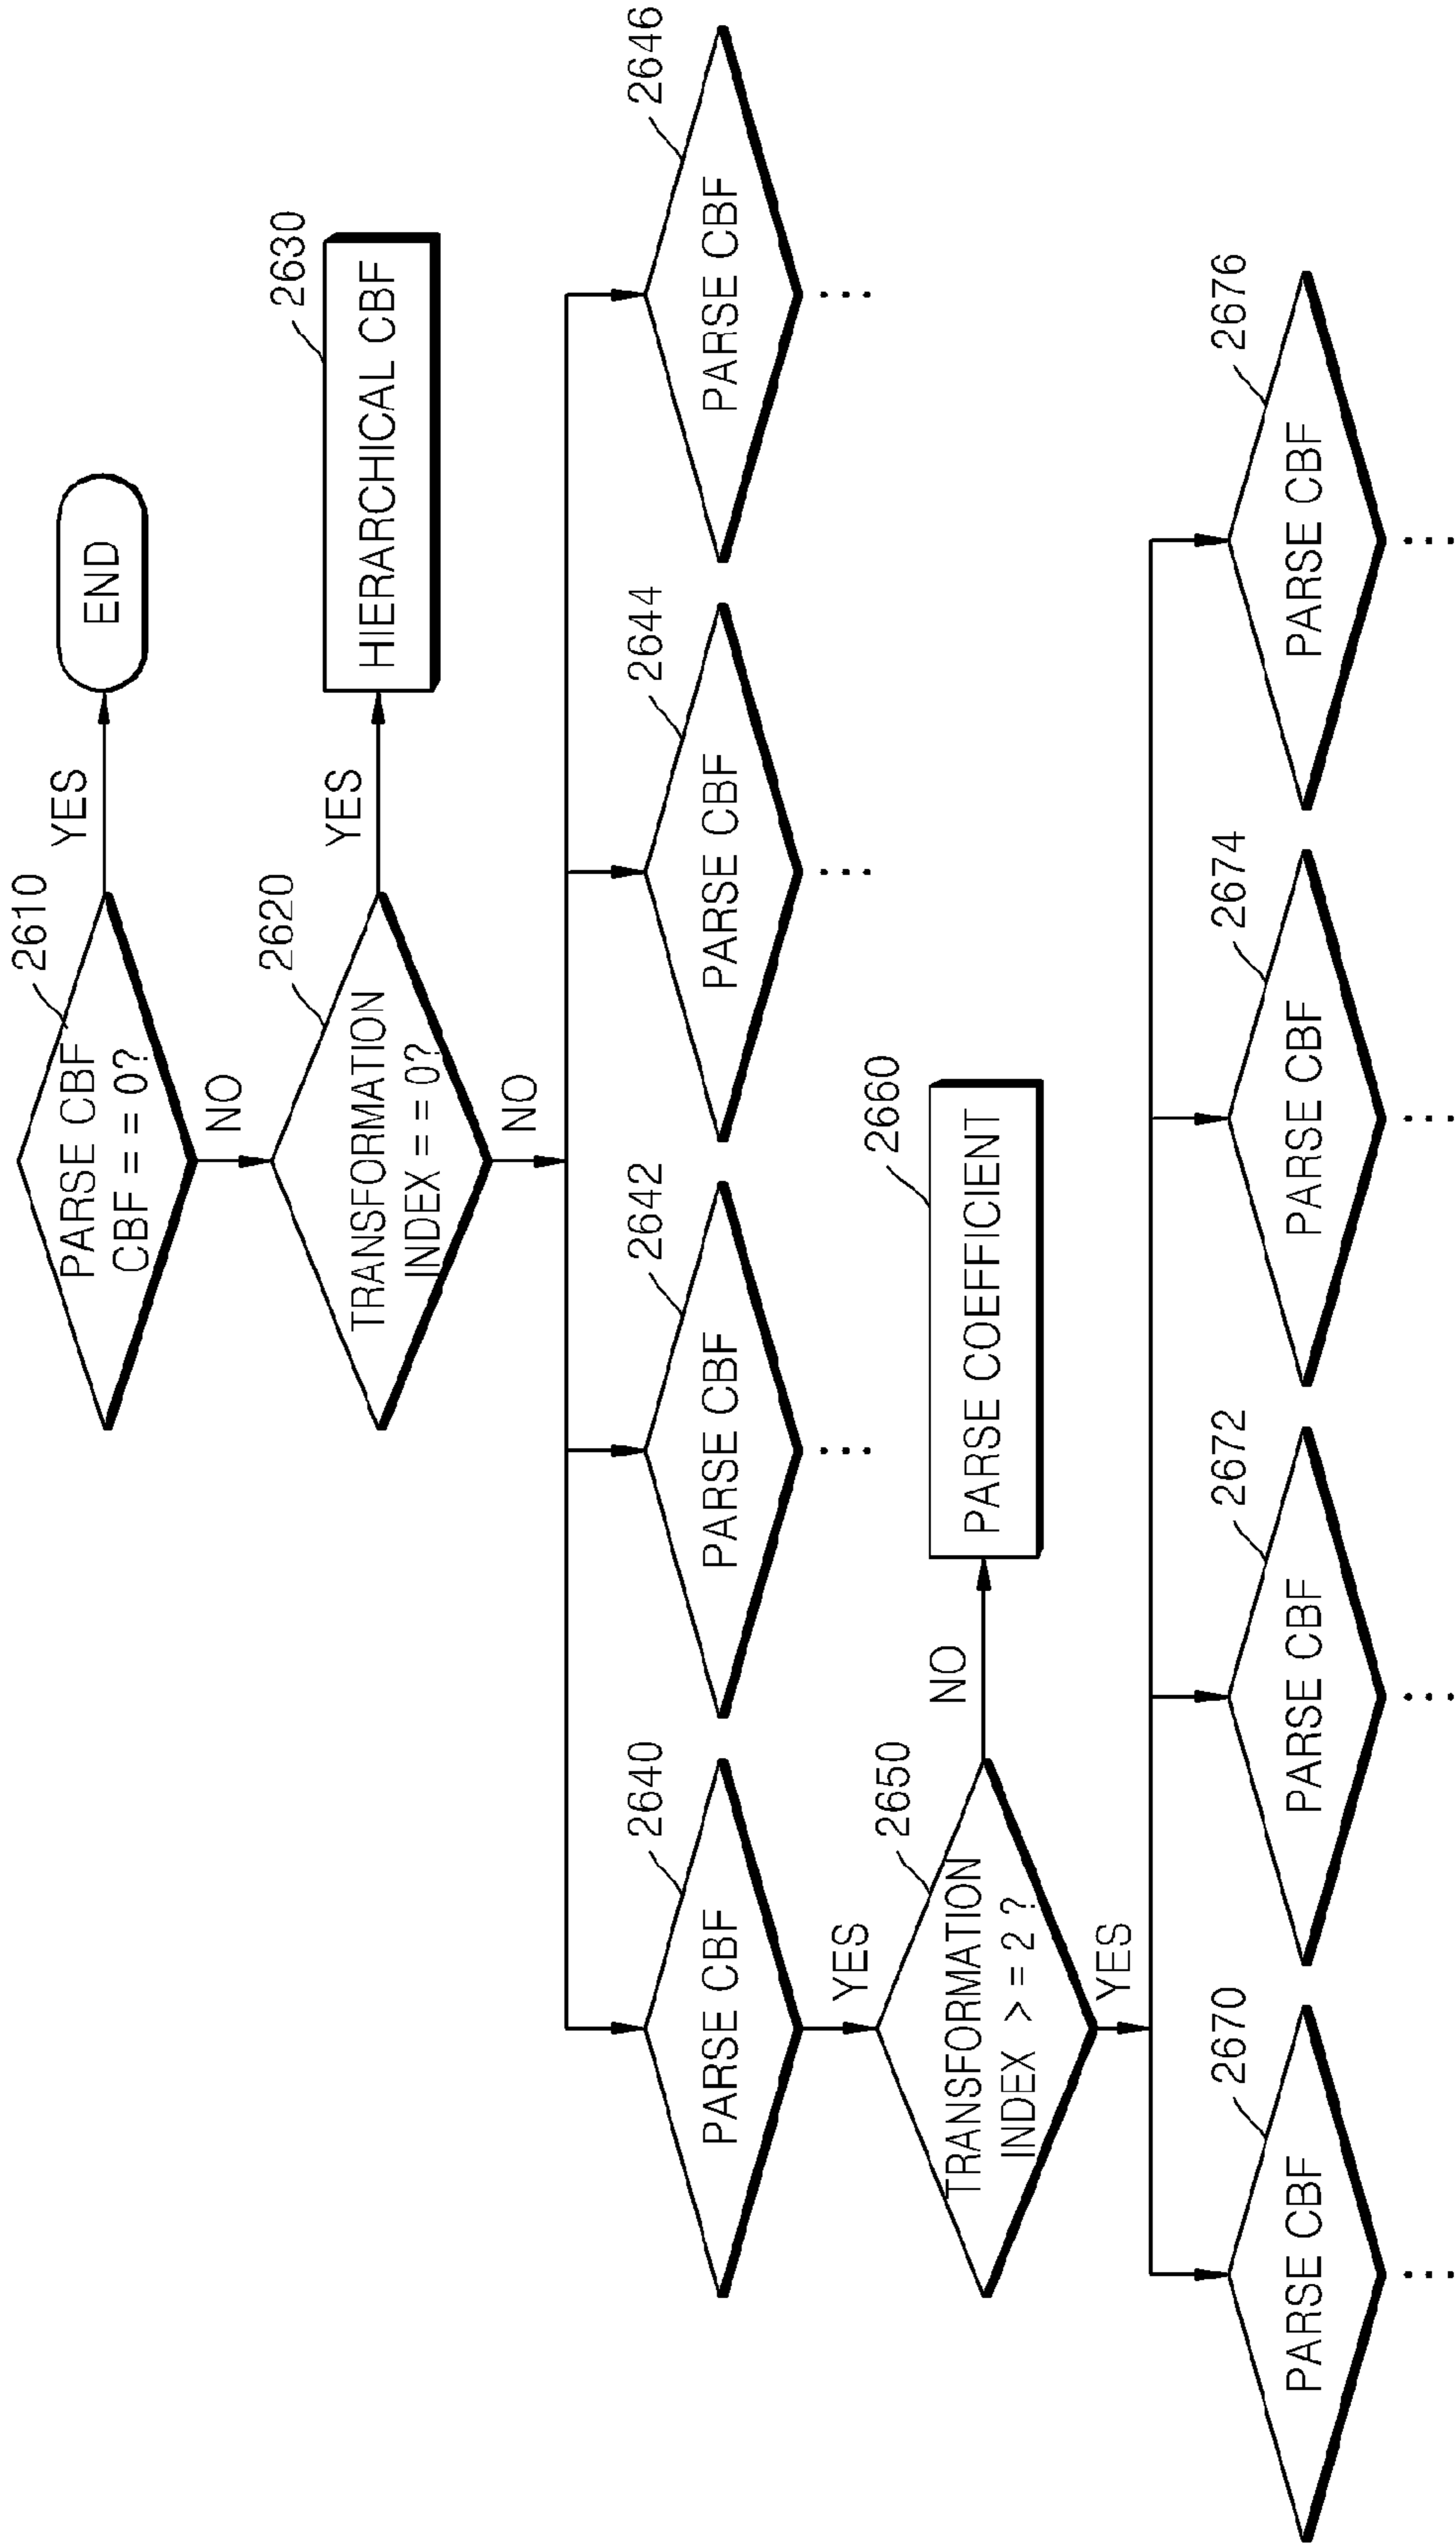 2610
PARSE CBF
CBF = = 0?
YES
END
NO
2620
TRANSFORMATION
INDEX = = 0?
YES
2630
HIERARCHICAL CBF
NO
2640
PARSE CBF
2642
PARSE CBF
2644
PARSE CBF
2646
PARSE CBF
...
...
...
YES
2650
TRANSFORMATION
INDEX > = 2 ?
NO
2660
PARSE COEFFICIENT
YES
2670
PARSE CBF
2672
PARSE CBF
2674
PARSE CBF
2676
PARSE CBF
...
...
...
...